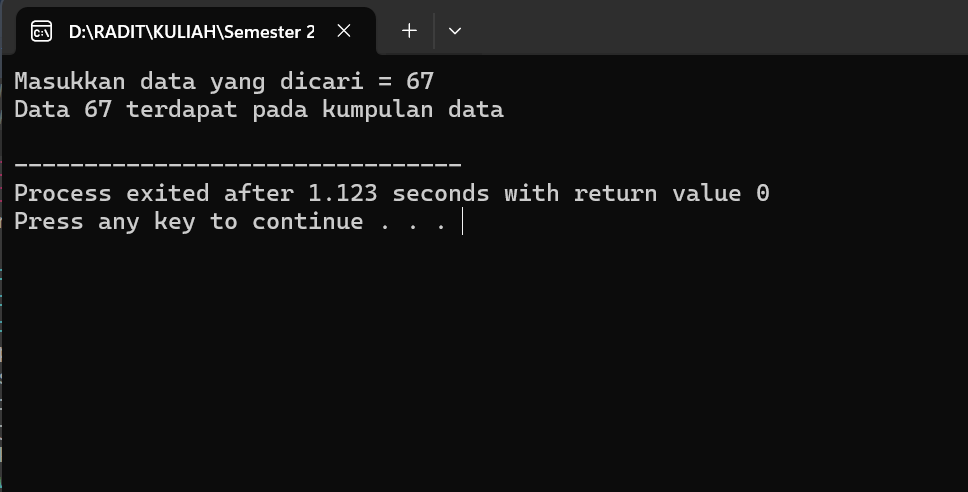 D:\RADIT\KULIAH\Semester 2
Masukkan data yang dicari = 67
Data 67 terdapat pada kumpulan data
--------------------------------
Process exited after 1.123 seconds with return value 0
Press any key to continue . . .